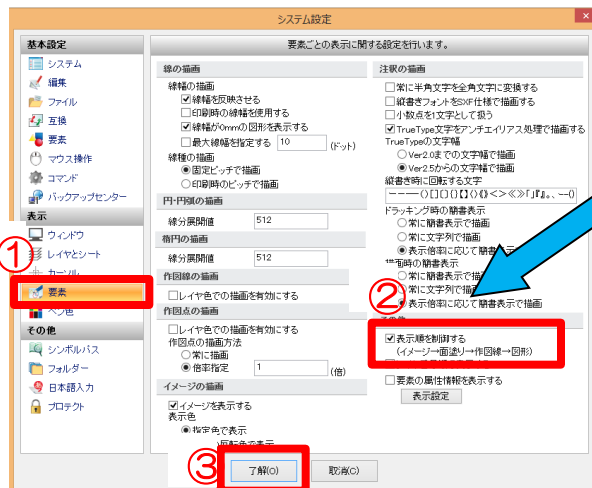 システム設定
基本設定
システム
編集
ファイル
互換
要素
マウス操作
コマンド
バックアップセンター
表示
ウィンドウ
①
レイヤとシート
カーソル
要素
ペン色
その他
シンボルパス
フォルダー
日本語入力
プロテクト
要素ごとの表示に関する設定を行います。
線の描画
線幅の描画
線幅を反映させる
印刷時の線幅を使用する
線幅が0mmの図形を表示する
最大線幅を指定する 10 (ドット)
線種の描画
固定ピッチで描画
印刷時のピッチで描画
円・円弧の描画
線分展開値 512
楕円の描画
線分展開値 512
作図線の描画
レイヤ色での描画を有効にする
作図点の描画
レイヤ色での描画を有効にする
作図点の描画方法
常に描画
倍率指定 1 (倍)
イメージの描画
イメージを表示する
表示色
指定色で表示
反転色で表示
注釈の描画
常に半角文字を全角文字に変換する
縦書きフォントをSXF仕様で描画する
小数点を1文字として扱う
TrueType文字をアンチエイリアス処理で描画する
TrueTypeの文字幅
Ver2.0までの文字幅で描画
Ver2.5からの文字幅で描画
縦書き時に回転する文字
ドラッキング時の簡書表示
常に簡書表示で描画
常に文字列で描画
表示倍率に応じて簡書表示
画時の簡書表示
常に簡書表示で描
常に文字列で描画
②
表示倍率に応じて簡書表示で描画
その他
表示順を制御する
(イメージ→面塗り→作図線→図形)
要素の属性情報を表示する
表示設定
③
了解(O)
取消(C)